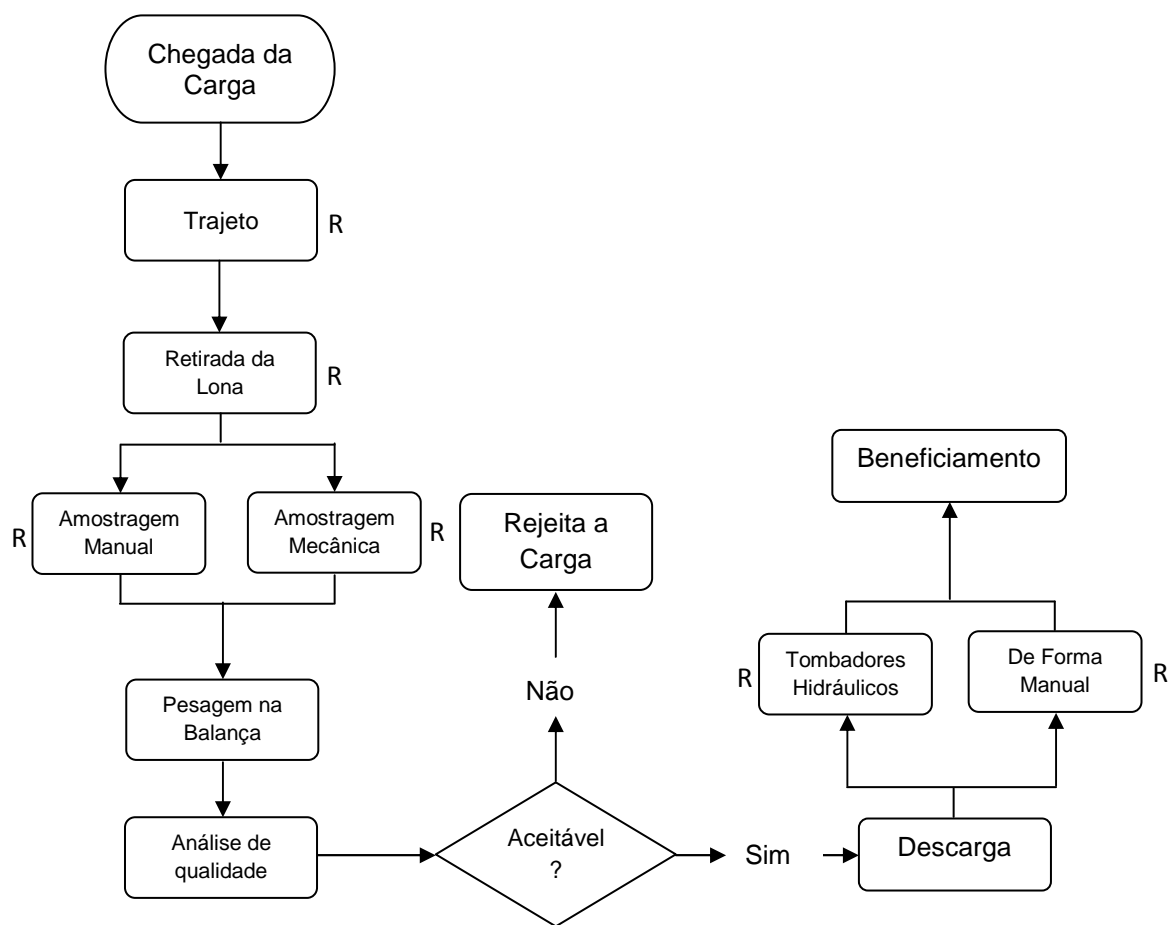 Chegada da
Carga
Trajeto
R
Retirada da
Lona
R
R
Amostragem
Manual
Amostragem
Mecânica
R
Pesagem na
Balança
Análise de
qualidade
Aceitável
?
Não
Rejeita a
Carga
Sim
Descarga
R
Tombadores
Hidráulicos
De Forma
Manual
R
Beneficiamento